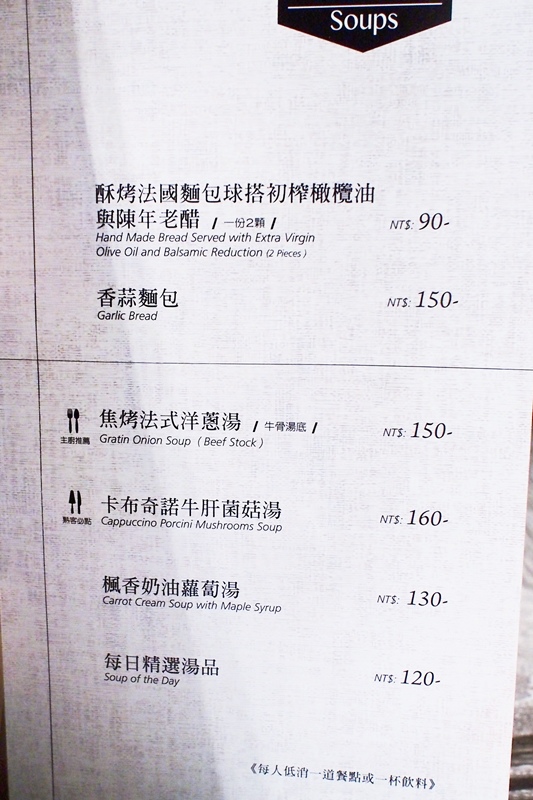 Soups
酥烤法國麵包球搭初榨橄欖油
與陳年老醋 / 一份2顆 / NT$: 90-
Hand Made Bread Served with Extra Virgin
Olive Oil and Balsamic Reduction (2 Pieces)
香蒜麵包 NT$: 150-
Garlic Bread
焦烤法式洋蔥湯 / 牛骨湯底 / NT$: 150-
主廚推薦 Gratin Onion Soup ( Beef Stock )
卡布奇諾牛肝菌菇湯 NT$: 160-
熟客必點 Cappuccino Porcini Mushrooms Soup
楓香奶油蘿蔔湯 NT$: 130-
Carrot Cream Soup with Maple Syrup
每日精選湯品 NT$: 120-
Soup of the Day
《每人低消一道餐點或一杯飲料》